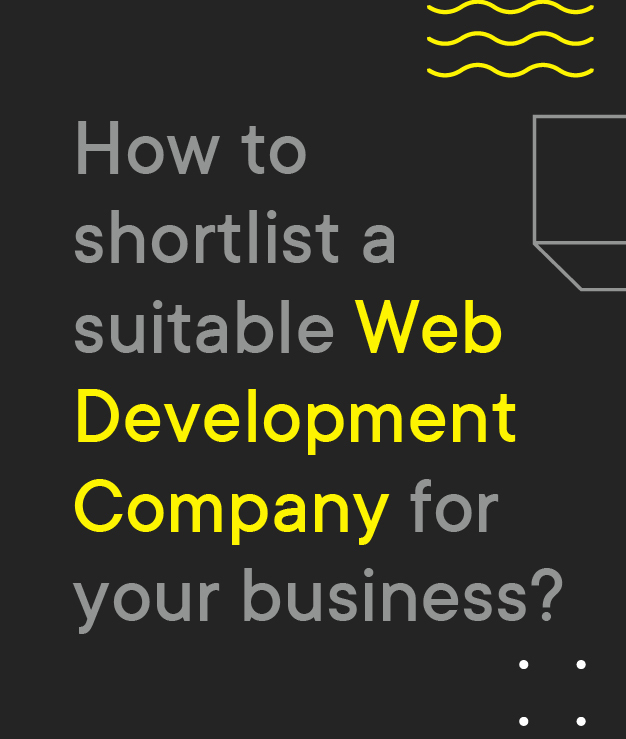 How to
shortlist a
suitable Web
Development
Company for
your business?